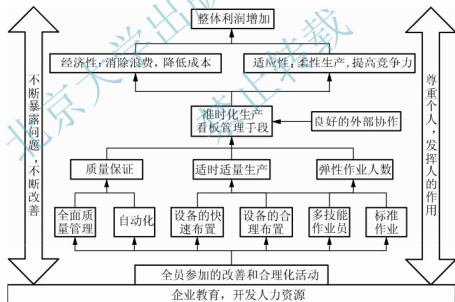 整体利润增加
经济性:消除浪费,降低成本
适应性:柔性生产,提高竞争力
准时化生产
看板管理手段
良好的外部协作
质量保证
适时适量生产
弹性作业人数
全面质
量管理
自动化
设备的快
速布置
设备的合
理布置
多技能
作业员
标准
作业
全员参加的改善和合理化活动
企业教育,开发人力资源
不断暴露问题,不断改善
尊重个人,发挥人的作用
北京大学出版
禁止转载